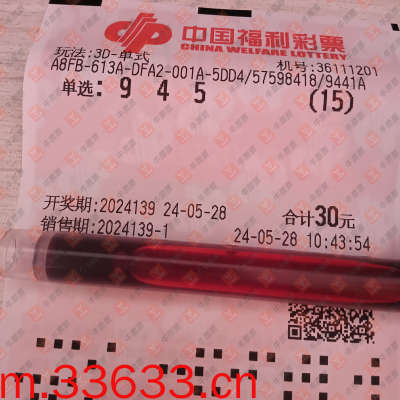 中国福利彩票
CHINA WELFARE LOTTERY
玩法:3D-单式
机号:36111201
A8FB-613A-DFA2-001A-5DD4/57598418/9441A
单选: 9 4 5 (15)
开奖期:2024139 24-05-28 合计30元
销售期:2024139-1 24-05-28 10:43:54
m.33633.cn